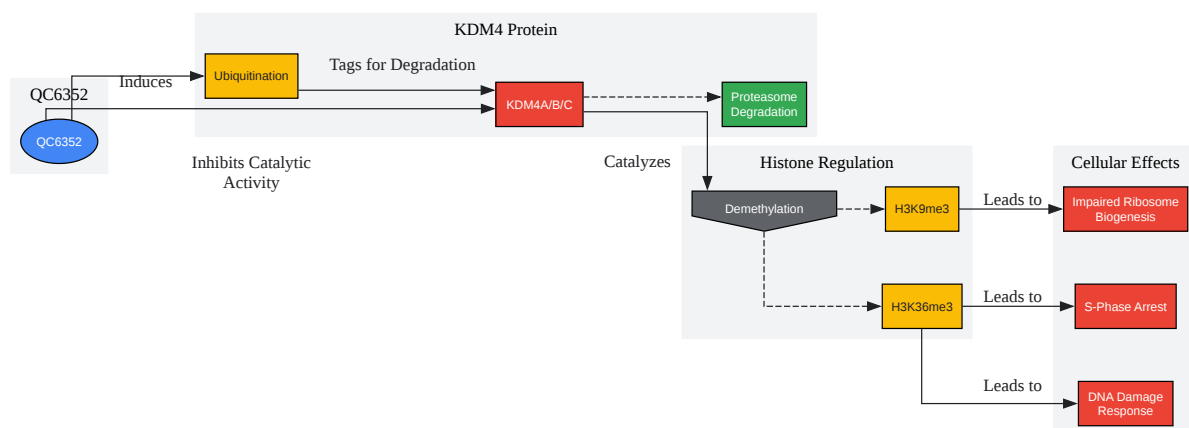 KDM4 Protein
Ubiquitination
Tags for Degradation
Induces
QC6352
KDM4A/B/C
Proteasome
Degradation
QC6352
Inhibits Catalytic
Activity
Catalyzes
Histone Regulation
Cellular Effects
Demethylation
H3K9me3
Leads to
Impaired Ribosome
Biogenesis
H3K36me3
Leads to
S-Phase Arrest
Leads to
DNA Damage
Response